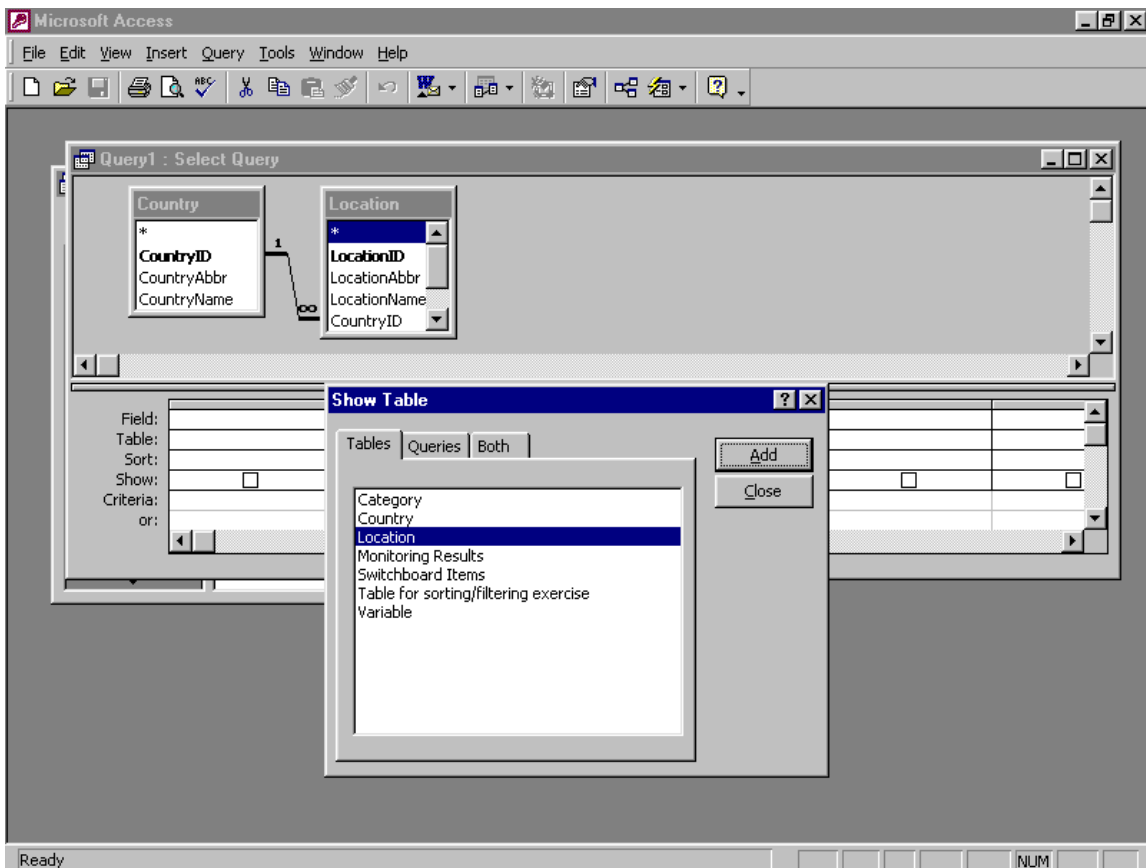 Microsoft Access
File Edit View Insert Query Tools Window Help
Query1 : Select Query
Country
*
CountryID
CountryAbbr
CountryName
1
∞
Location
*
LocationID
LocationAbbr
LocationName
CountryID
Field:
Table:
Sort:
Show:
Criteria:
or:
Show Table
Tables Queries Both
Category
Country
Location
Monitoring Results
Switchboard Items
Table for sorting/filtering exercise
Variable
Add
Close
Ready
NUM